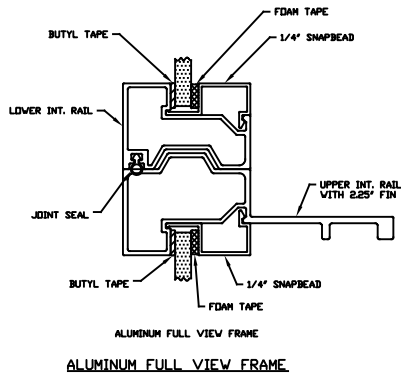 FOAM TAPE
BUTYL TAPE
1/4" SNAPBEAD
LOWER INT. RAIL
UPPER INT. RAIL
WITH 2.25" FIN
JOINT SEAL
BUTYL TAPE
1/4" SNAPBEAD
FOAM TAPE
ALUMINUM FULL VIEW FRAME
ALUMINUM FULL VIEW FRAME